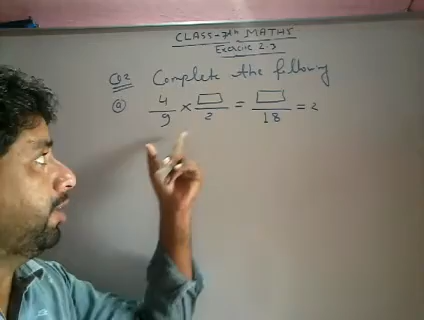 CLASS-7th MATHS
Exercise 2.3
Q2 Complete the following
(a) 4/9 × □/2 = □/18 = 2